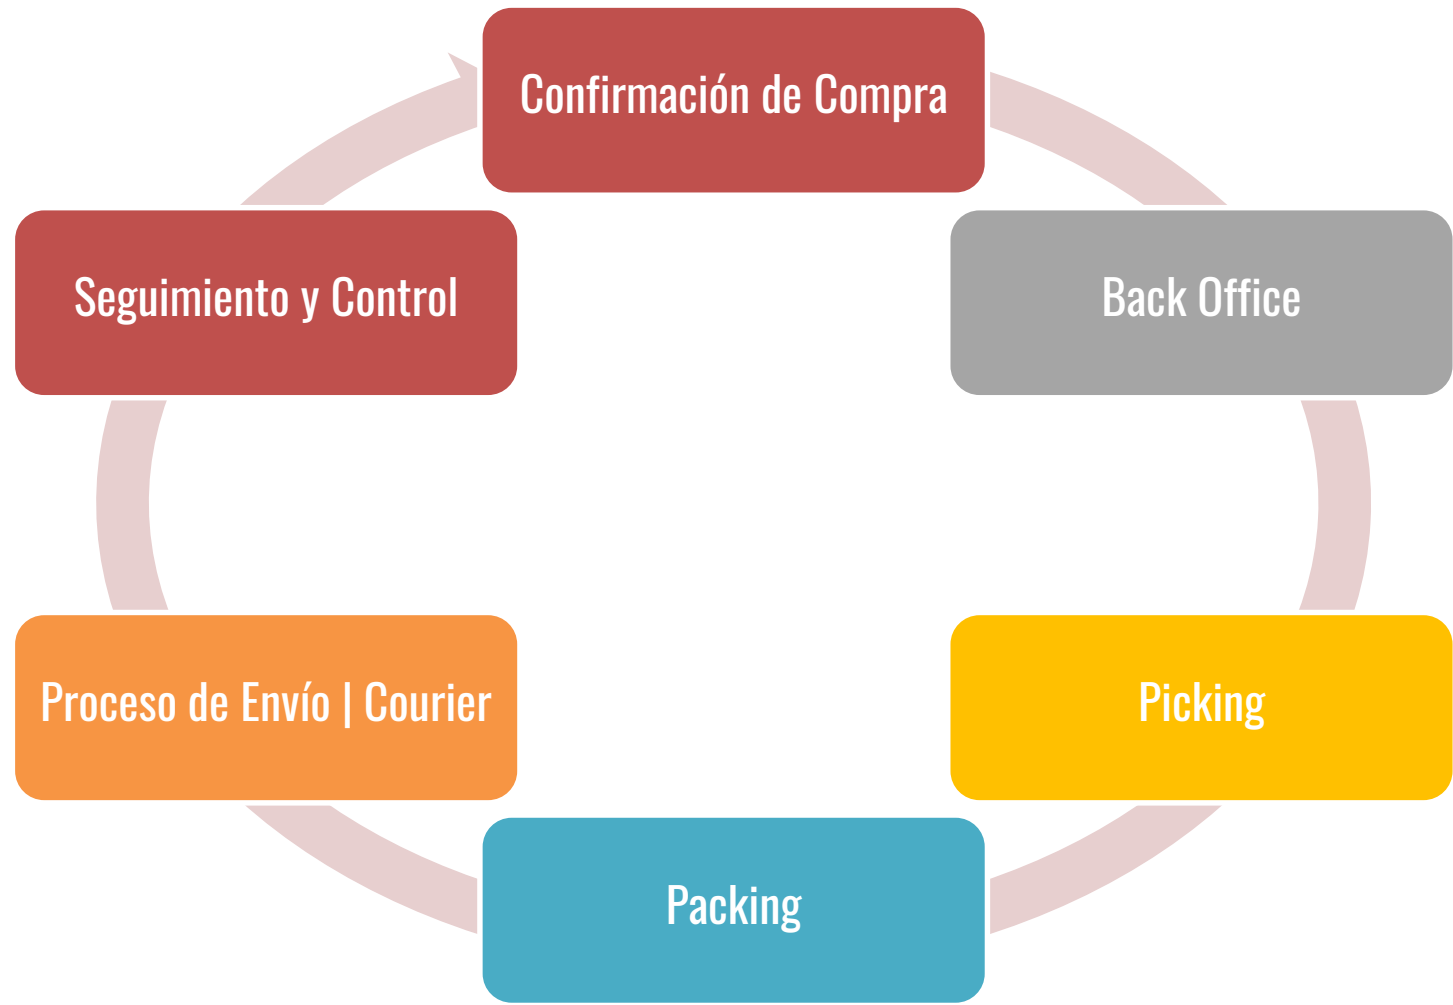 Confirmación de Compra
Back Office
Picking
Packing
Proceso de Envío | Courier
Seguimiento y Control